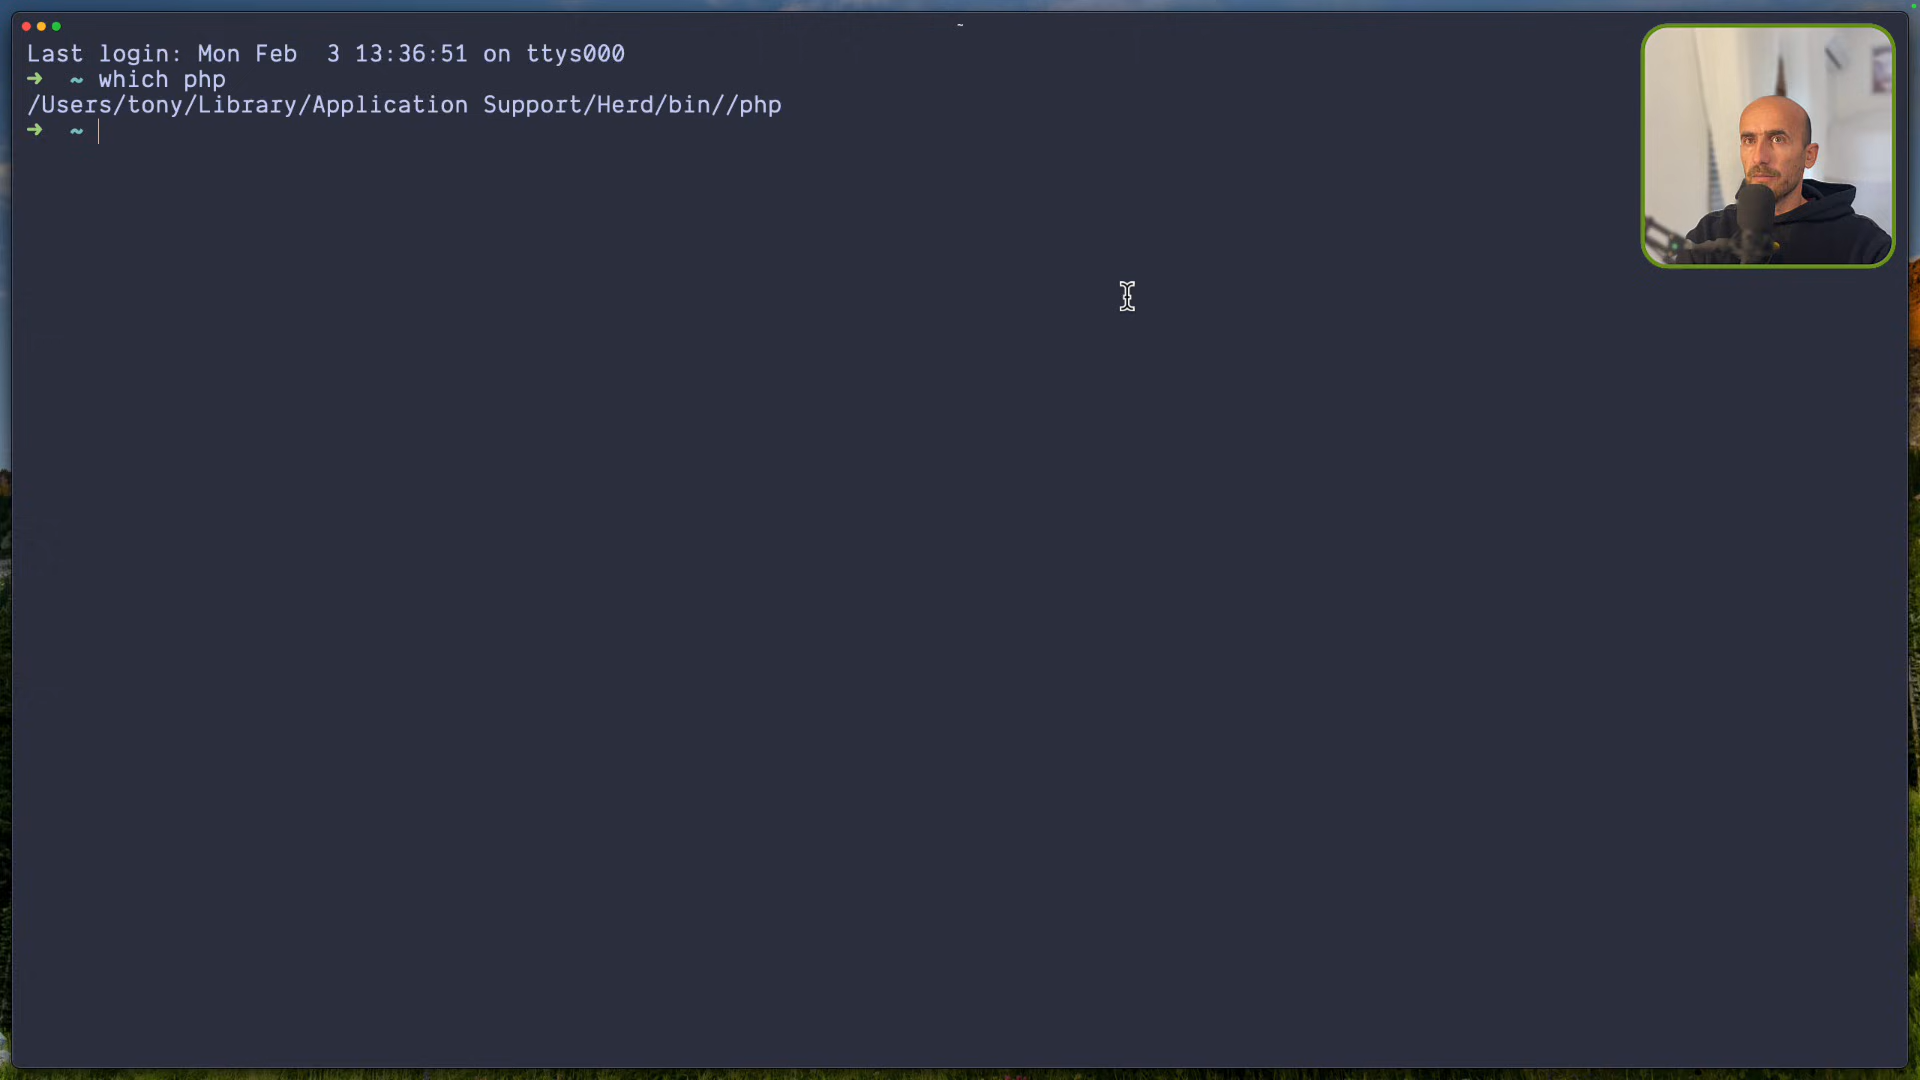 ~
Last login: Mon Feb  3 13:36:51 on ttys000
➜  ~ which php
/Users/tony/Library/Application Support/Herd/bin//php
➜  ~